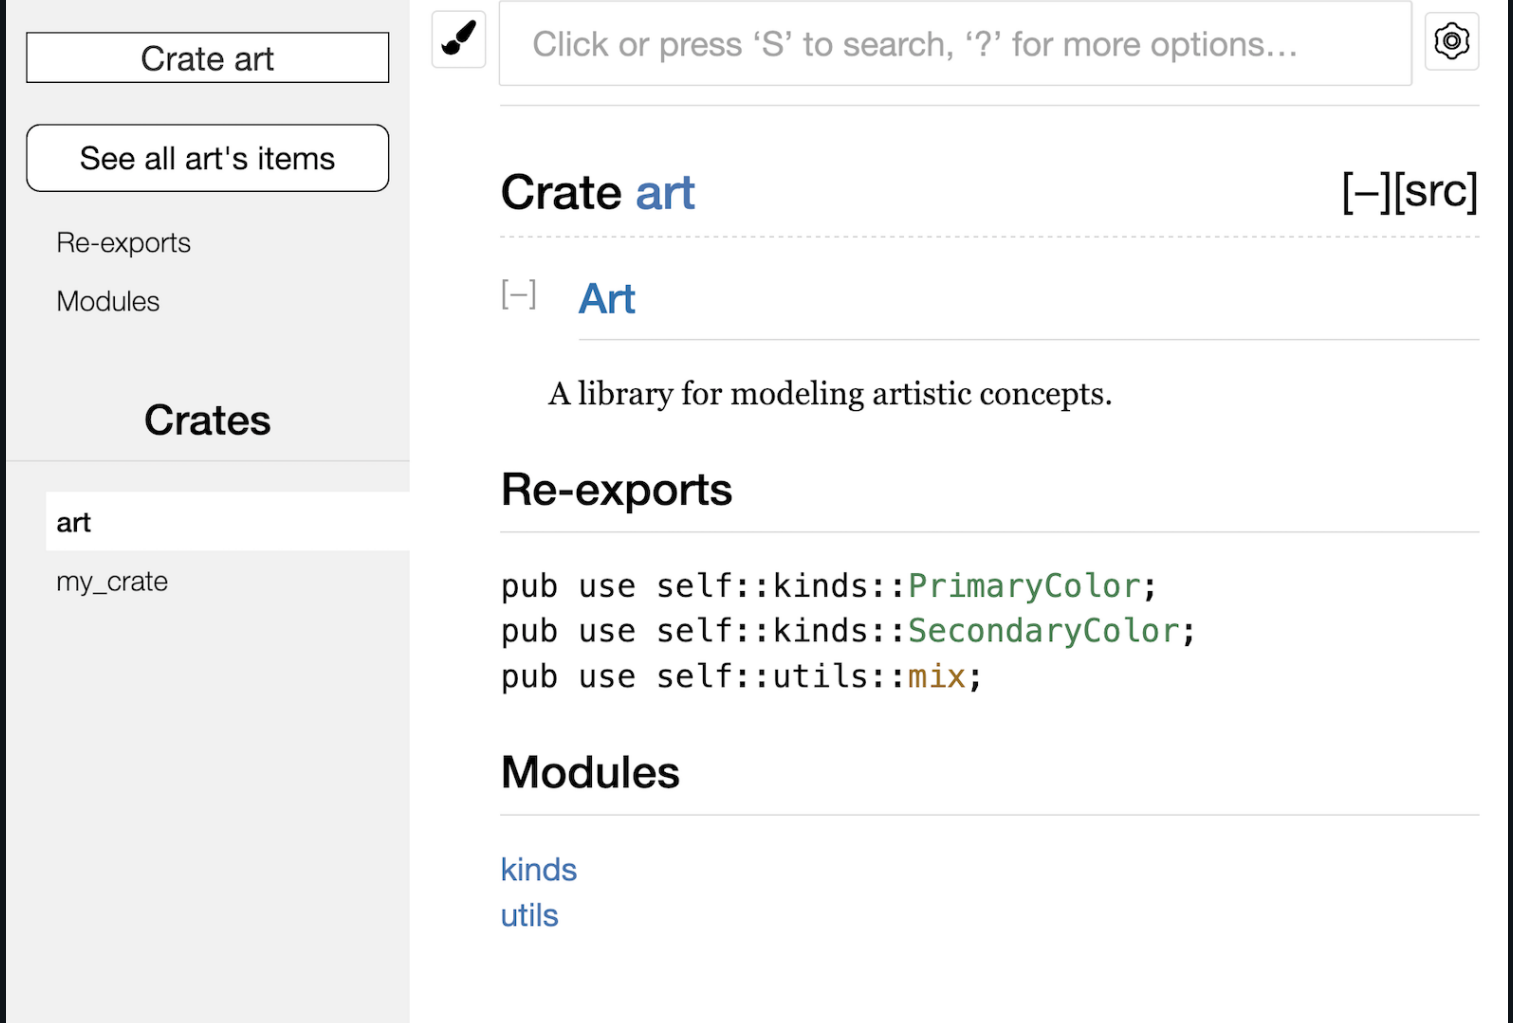 Crate art
See all art's items
Re-exports
Modules
Crates
art
my_crate
Click or press ‘S’ to search, ‘?’ for more options…
Crate art
[−][src]
[−]
Art
A library for modeling artistic concepts.
Re-exports
pub use self::kinds::PrimaryColor;
pub use self::kinds::SecondaryColor;
pub use self::utils::mix;
Modules
kinds
utils